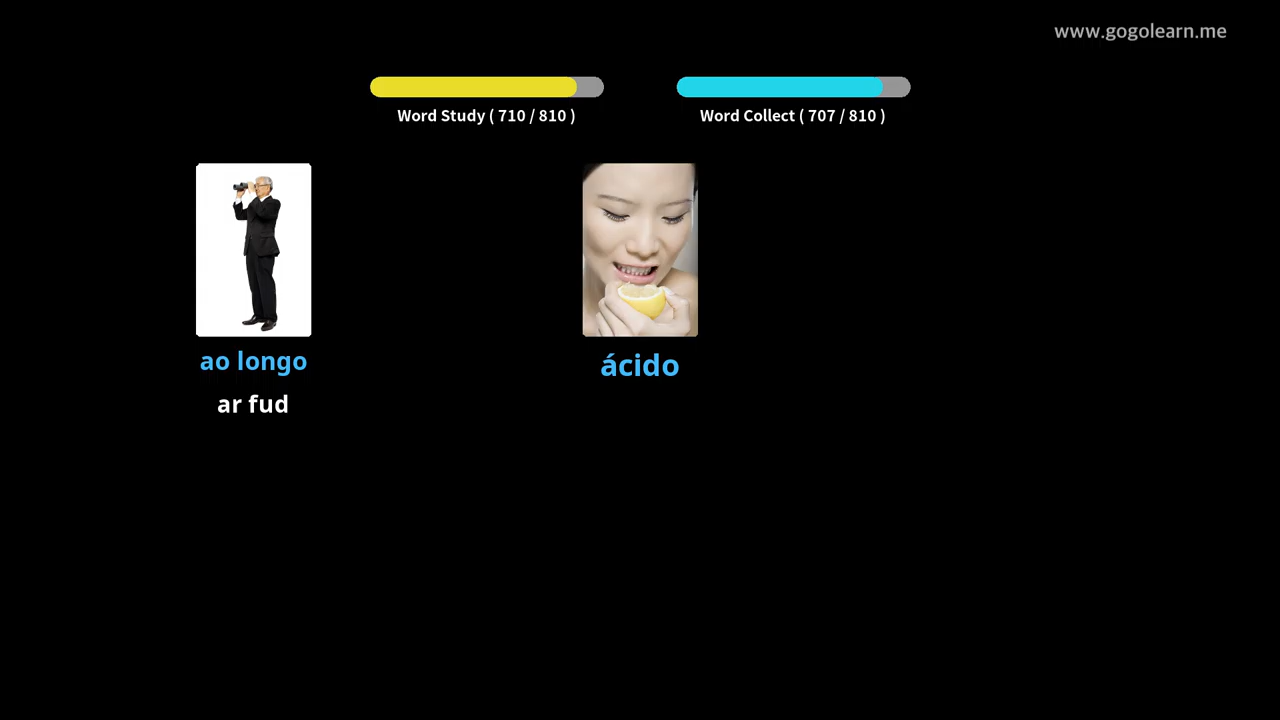 www.gogolearn.me
Word Study ( 710 / 810 )
Word Collect ( 707 / 810 )
ao longo
ar fud
ácido